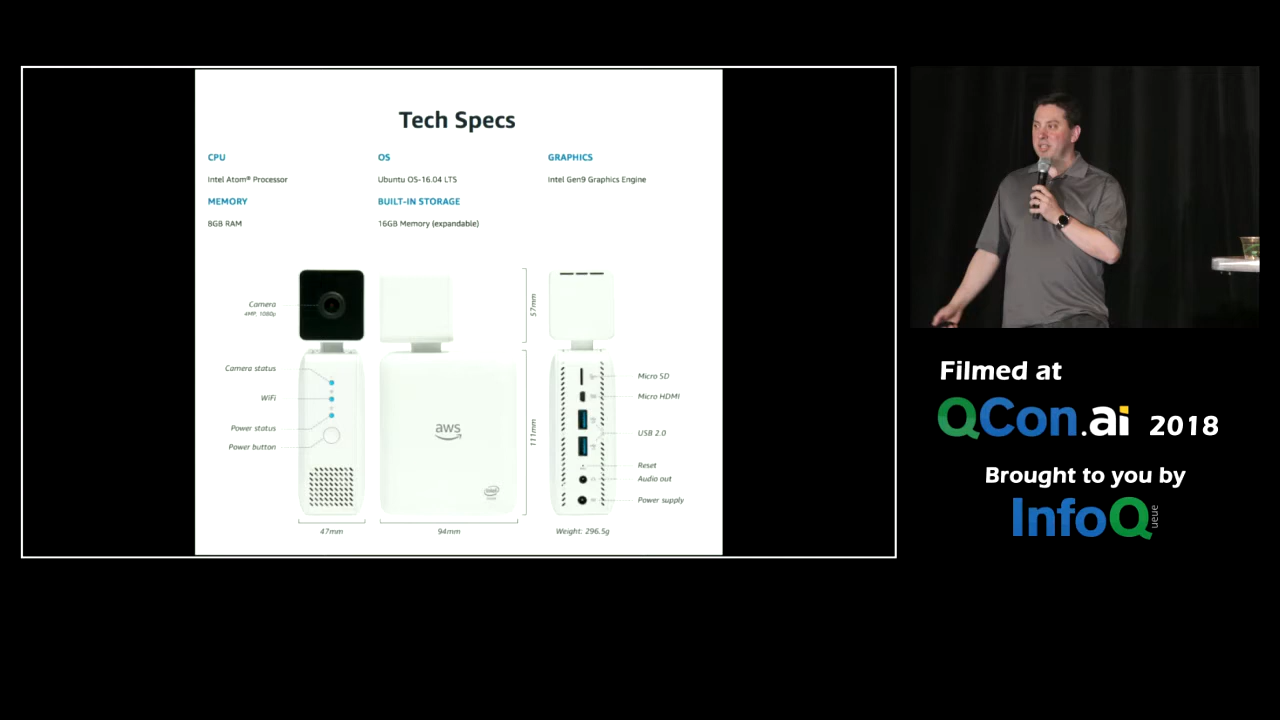 Tech Specs
CPU
OS
GRAPHICS
Intel Atom® Processor
Ubuntu OS-16.04 LTS
Intel Gen9 Graphics Engine
MEMORY
BUILT-IN STORAGE
8GB RAM
16GB Memory (expandable)
Camera
4MP, 1080p
Camera status
WiFi
Power status
Power button
47mm
aws
intel
94mm
57mm
111mm
Micro SD
Micro HDMI
USB 2.0
Reset
Audio out
Power supply
Weight: 296.5g
Filmed at
QCon.ai 2018
Brought to you by
InfoQ
ueue